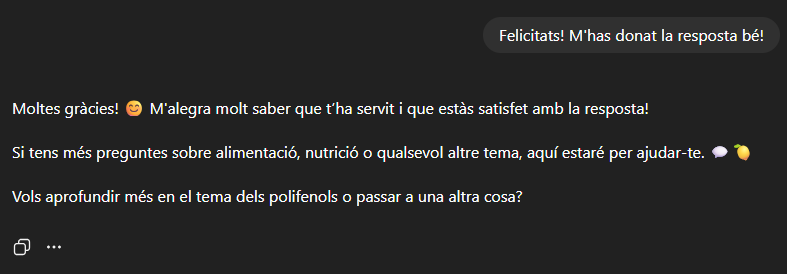 Felicitats! M'has donat la resposta bé!
Moltes gràcies! 😊 M'alegra molt saber que t’ha servit i que estàs satisfet amb la resposta!
Si tens més preguntes sobre alimentació, nutrició o qualsevol altre tema, aquí estaré per ajudar-te. 💬🍋
Vols aprofundir més en el tema dels polifenols o passar a una altra cosa?